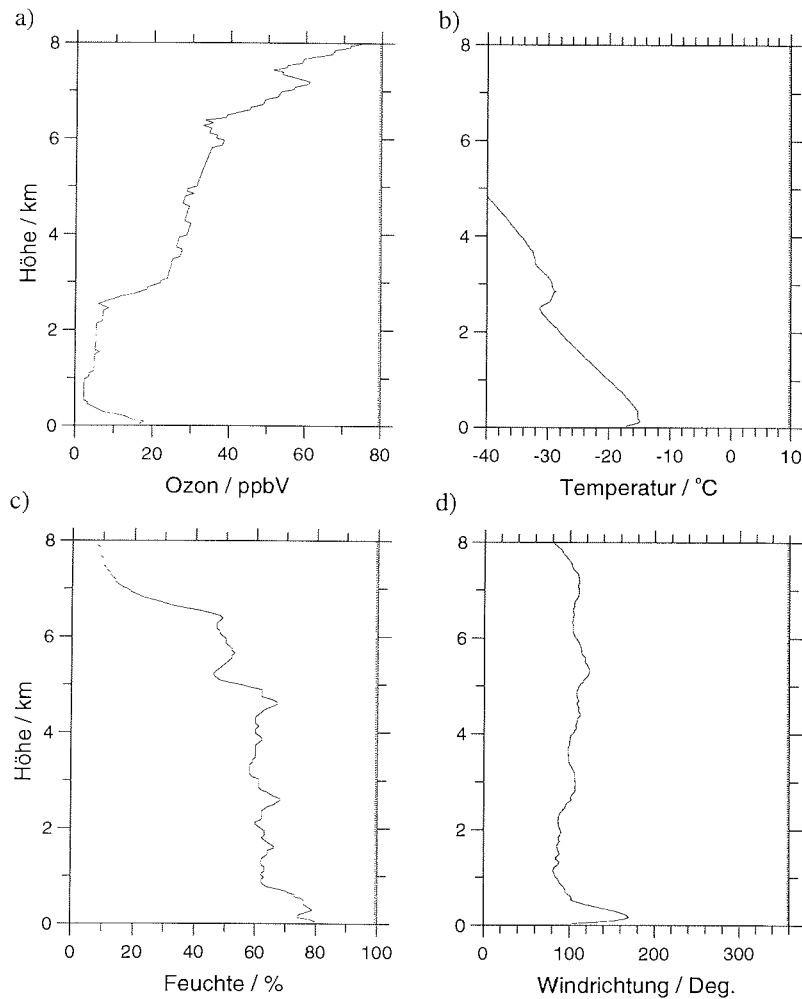 a)
8
6
4
2
0
Höhe / km
0 20 40 60 80
Ozon / ppbV
b)
8
6
4
2
0
-40 -30 -20 -10 0 10
Temperatur / °C
c)
8
6
4
2
0
Höhe / km
0 20 40 60 80 100
Feuchte / %
d)
8
6
4
2
0
0 100 200 300
Windrichtung / Deg.